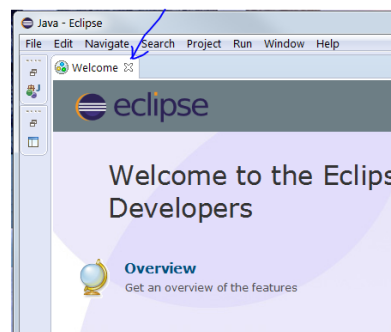 Java - Eclipse
File Edit Navigate Search Project Run Window Help
Welcome
eclipse
Welcome to the Eclips
Developers
Overview
Get an overview of the features